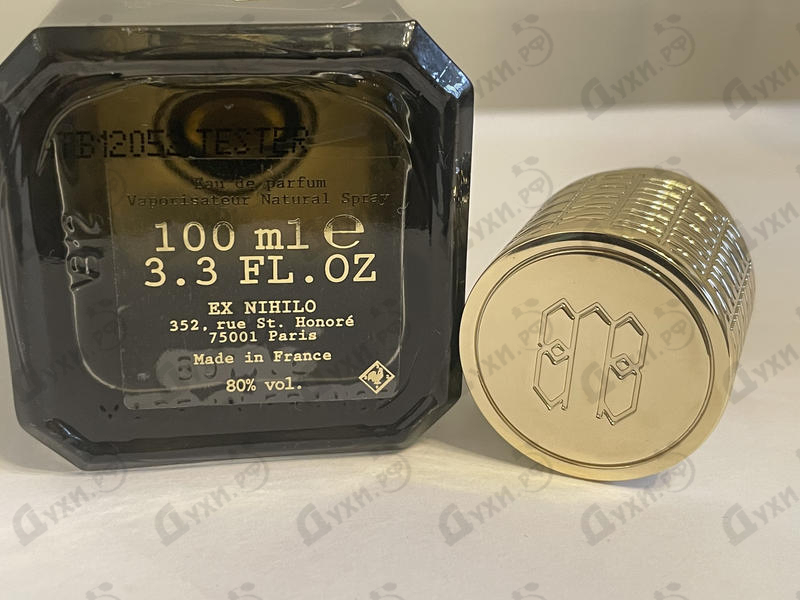 B12052 TESTER
Eau de parfum
Vaporisateur Natural Spray
100 ml e
3.3 FL.OZ
EX NIHILO
352, rue St. Honoré
75001 Paris
Made in France
80% vol.
Духи.рф